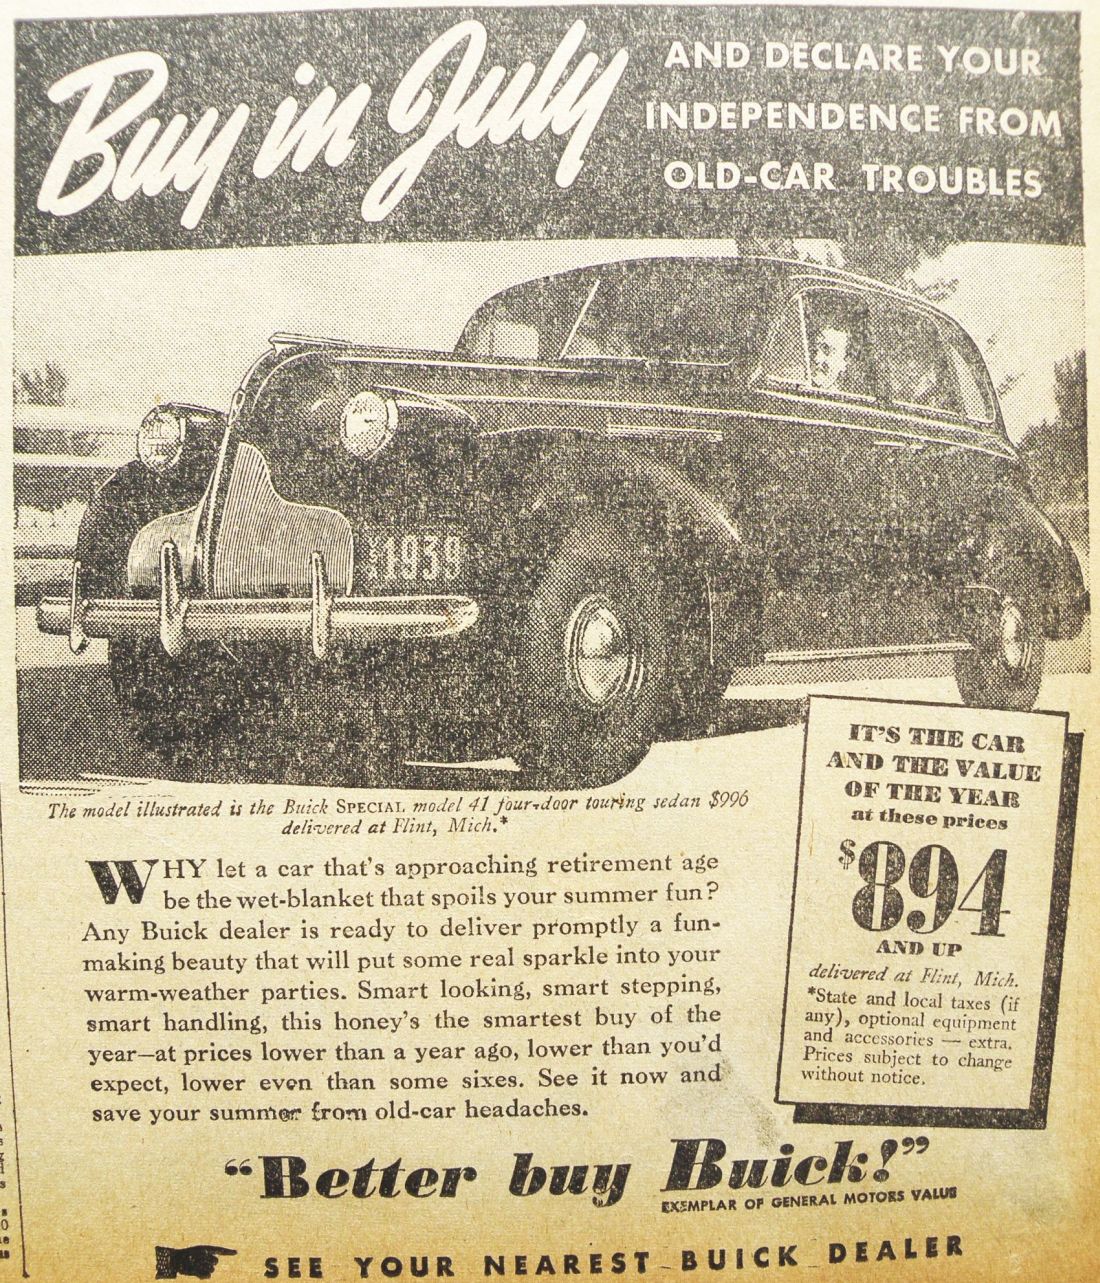 Buy in July
AND DECLARE YOUR
INDEPENDENCE FROM
OLD-CAR TROUBLES
1939
The model illustrated is the Buick SPECIAL model 41 four-door touring sedan $996
delivered at Flint, Mich.*
WHY let a car that's approaching retirement age
be the wet-blanket that spoils your summer fun?
Any Buick dealer is ready to deliver promptly a fun-
making beauty that will put some real sparkle into your
warm-weather parties. Smart looking, smart stepping,
smart handling, this honey's the smartest buy of the
year—at prices lower than a year ago, lower than you'd
expect, lower even than some sixes. See it now and
save your summer from old-car headaches.
IT'S THE CAR
AND THE VALUE
OF THE YEAR
at these prices
$894
AND UP
delivered at Flint, Mich.
*State and local taxes (if
any), optional equipment
and accessories — extra.
Prices subject to change
without notice.
"Better buy Buick!"
EXEMPLAR OF GENERAL MOTORS VALUE
SEE YOUR NEAREST BUICK DEALER